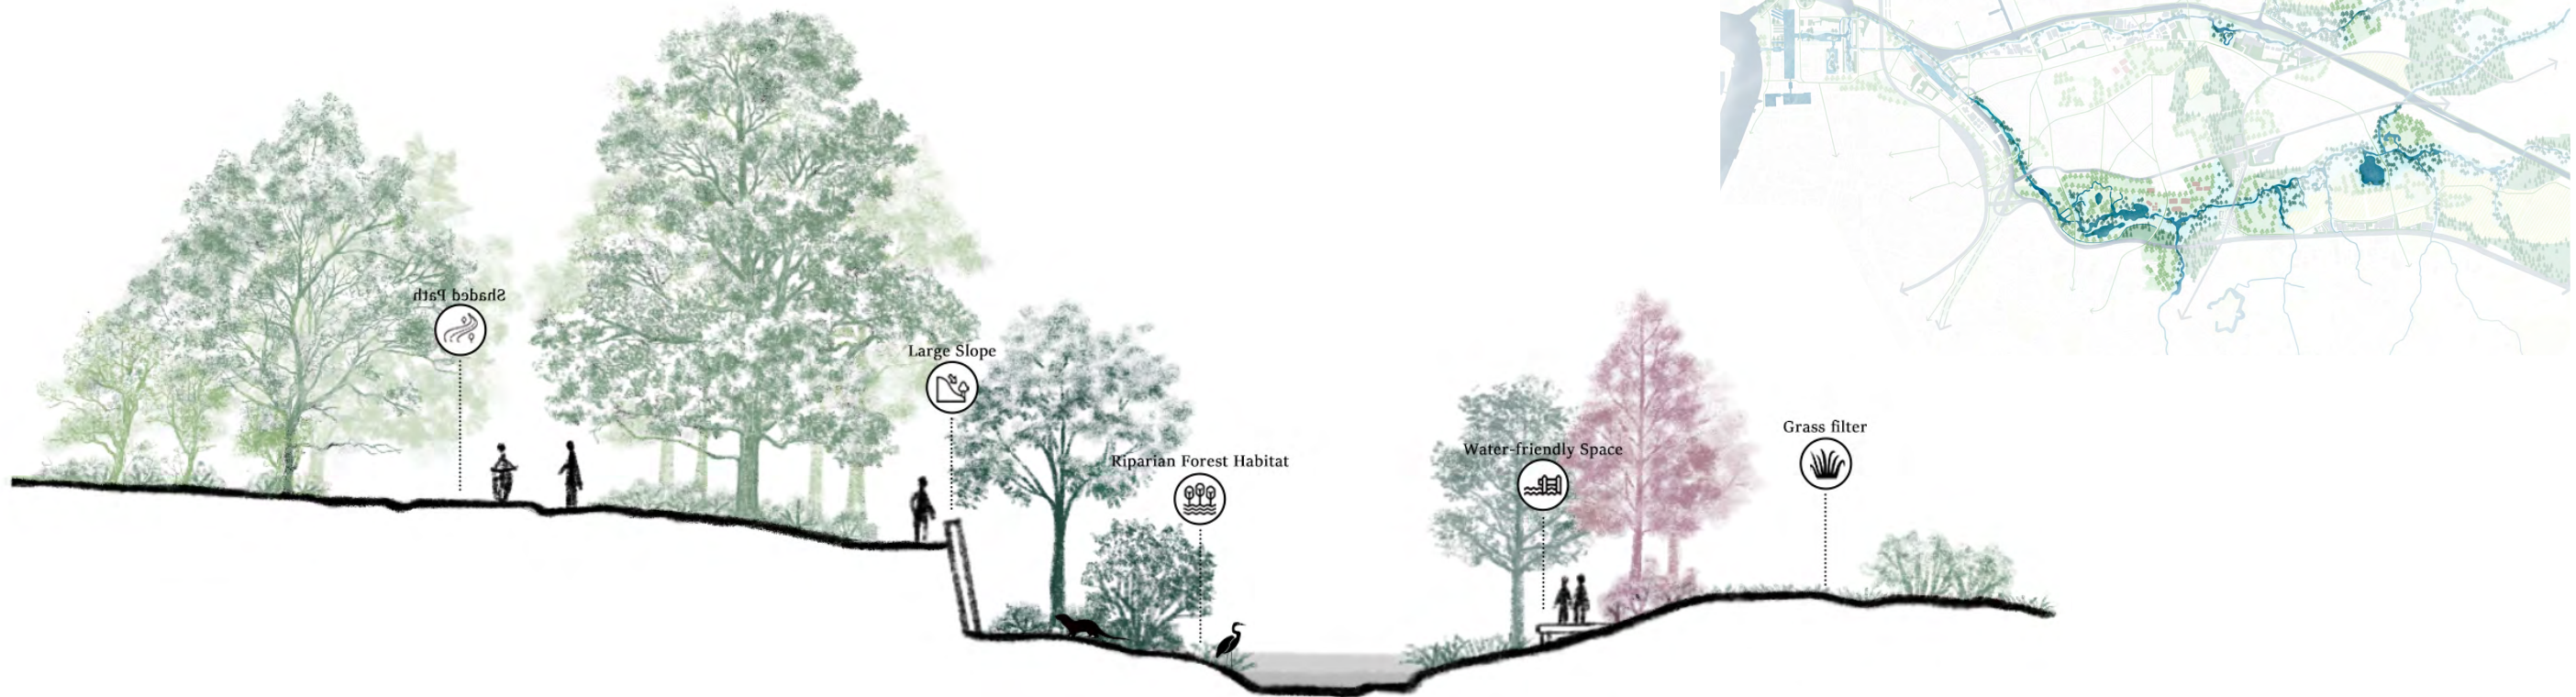 Shaded Path
Large Slope
Riparian Forest Habitat
Water-friendly Space
Grass filter